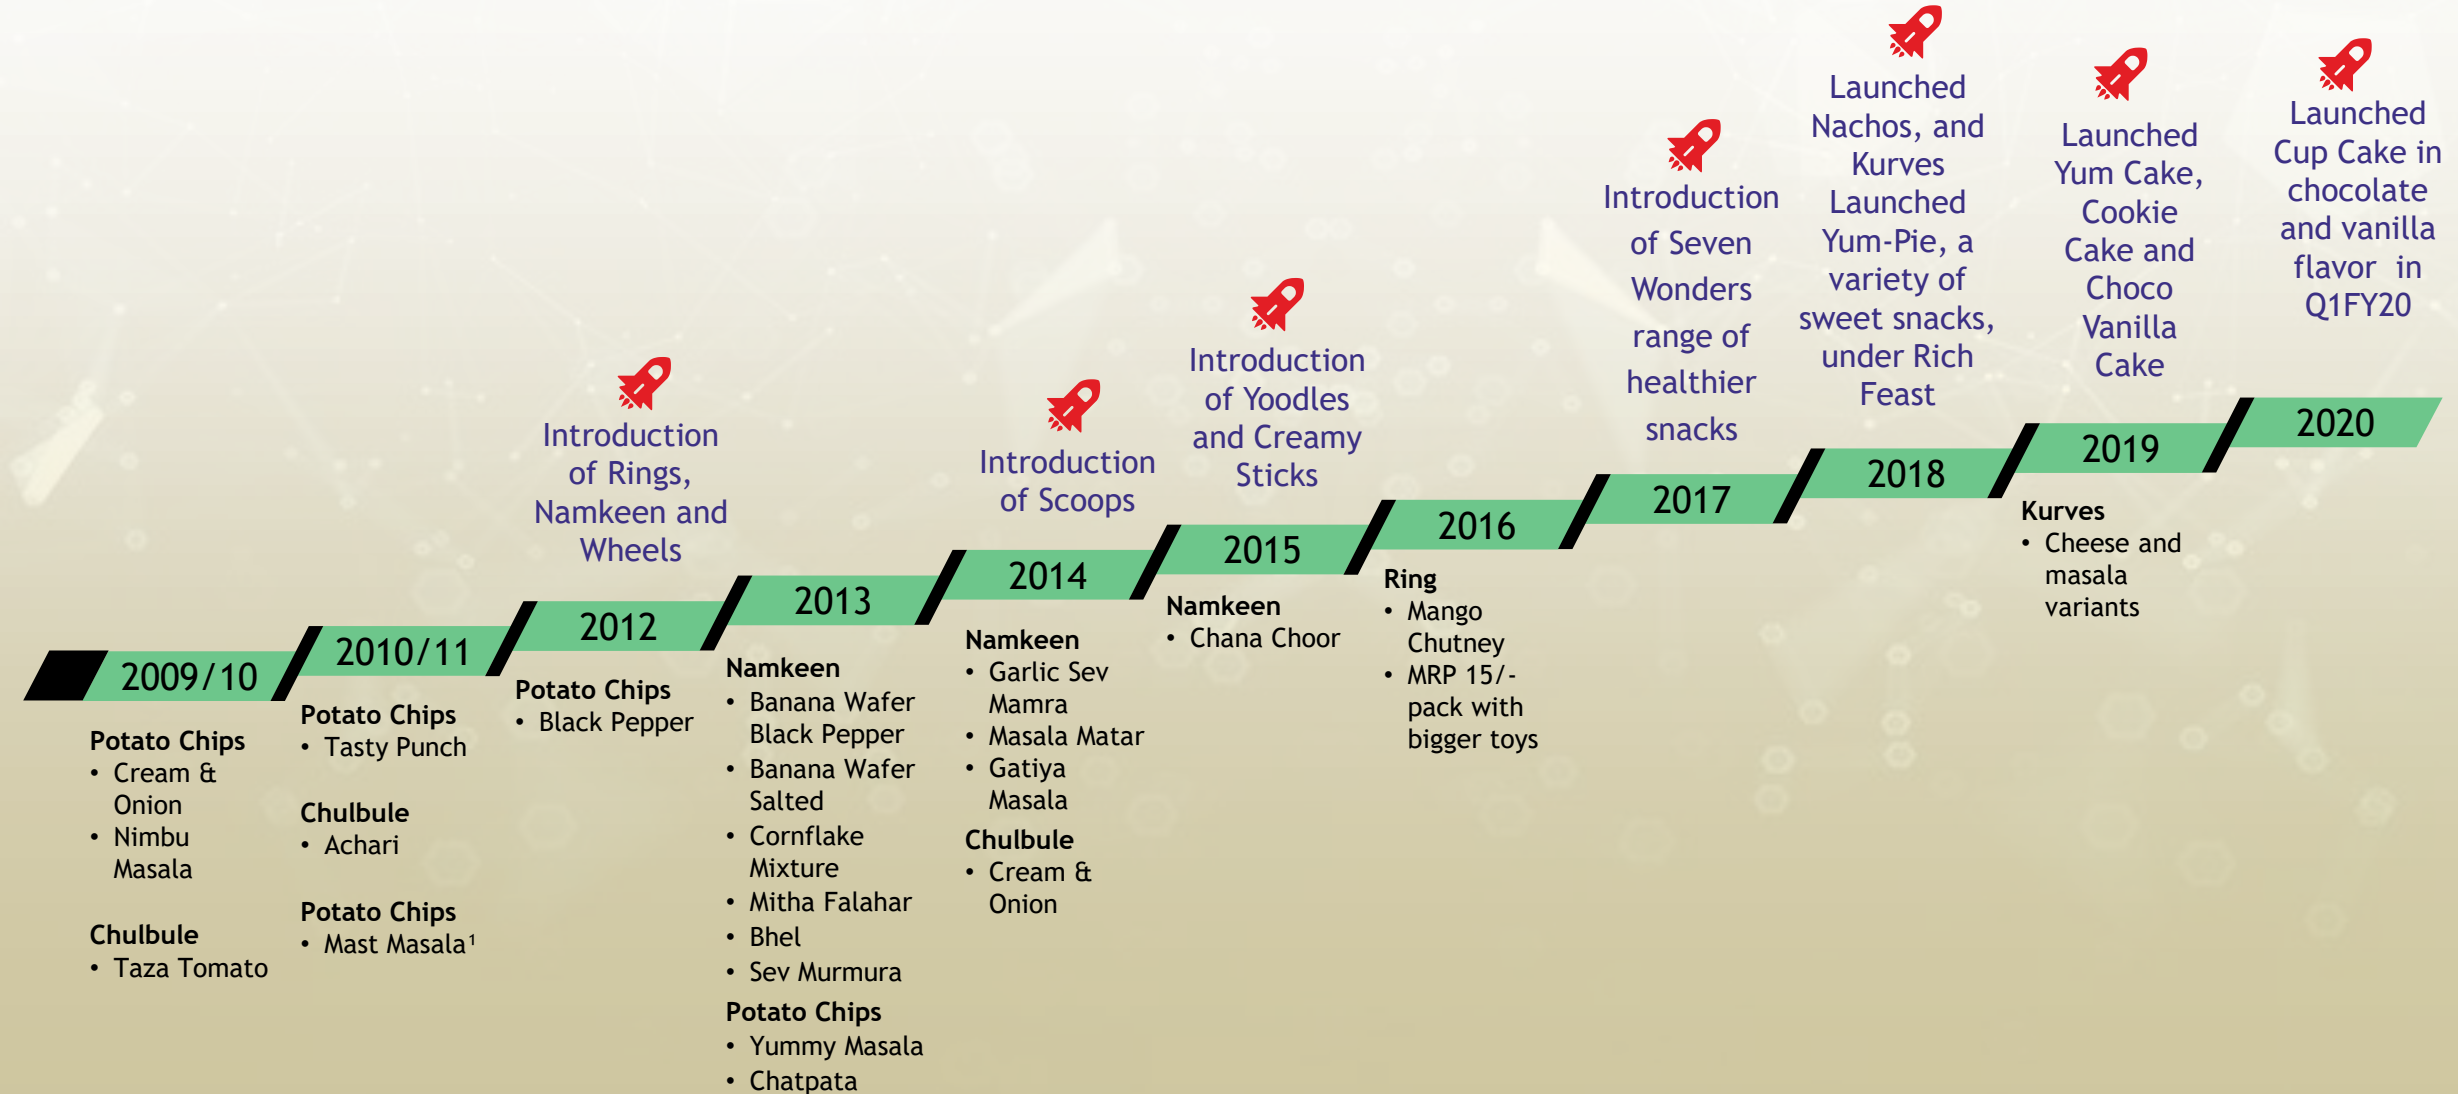 Launched
Nachos, and
Kurves
Launched
Yum-Pie, a
variety of
sweet snacks,
under Rich
Feast
Launched
Yum Cake,
Cookie
Cake and
Choco
Vanilla
Cake
Launched
Cup Cake in
chocolate
and vanilla
flavor in
Q1FY20
Introduction
of Seven
Wonders
range of
healthier
snacks
Introduction
of Yoodles
and Creamy
Sticks
Introduction
of Scoops
Introduction
of Rings,
Namkeen and
Wheels
2009/10
2010/11
2012
2013
2014
2015
2016
2017
2018
2019
2020
Potato Chips
• Cream &
Onion
• Nimbu
Masala
Chulbule
• Taza Tomato
Potato Chips
• Tasty Punch
Chulbule
• Achari
Potato Chips
• Mast Masala¹
Potato Chips
• Black Pepper
Namkeen
• Banana Wafer
Black Pepper
• Banana Wafer
Salted
• Cornflake
Mixture
• Mitha Falahar
• Bhel
• Sev Murmura
Potato Chips
• Yummy Masala
• Chatpata
Namkeen
• Garlic Sev
Mamra
• Masala Matar
• Gatiya
Masala
Chulbule
• Cream &
Onion
Namkeen
• Chana Choor
Ring
• Mango
Chutney
• MRP 15/-
pack with
bigger toys
Kurves
• Cheese and
masala
variants